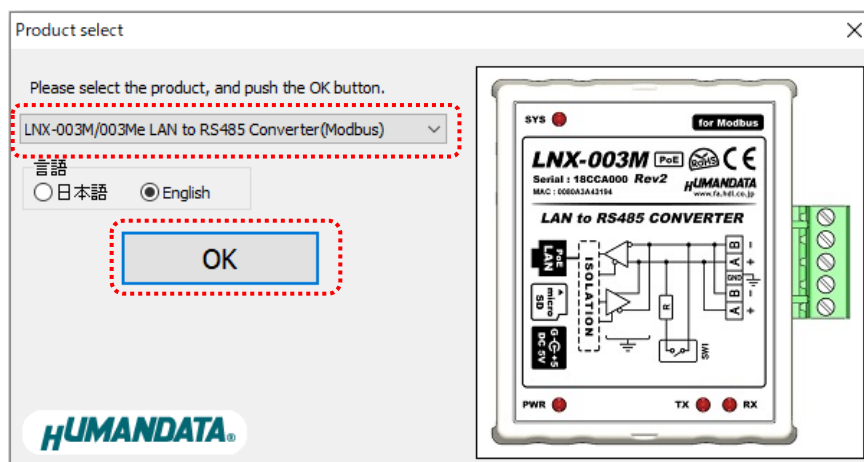 Product select
Please select the product, and push the OK button.
LNX-003M/003Me LAN to RS485 Converter(Modbus)
言語
日本語 English
OK
HUMANDATA®
SYS for Modbus
LNX-003M PoE RoHS CE
Serial : 18CCA000 Rev2 HUMANDATA
MAC : 0080A3A43194 www.fa.hdl.co.jp
LAN to RS485 CONVERTER
PoE LAN
ISOLATION
micro SD
G +5
DC 5V
R
SW1
B -
A +
GND
B -
A +
PWR TX RX